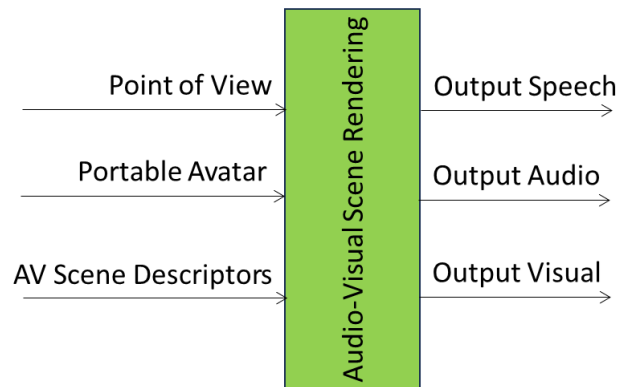 Point of View
Portable Avatar
AV Scene Descriptors
Audio-Visual Scene Rendering
Output Speech
Output Audio
Output Visual